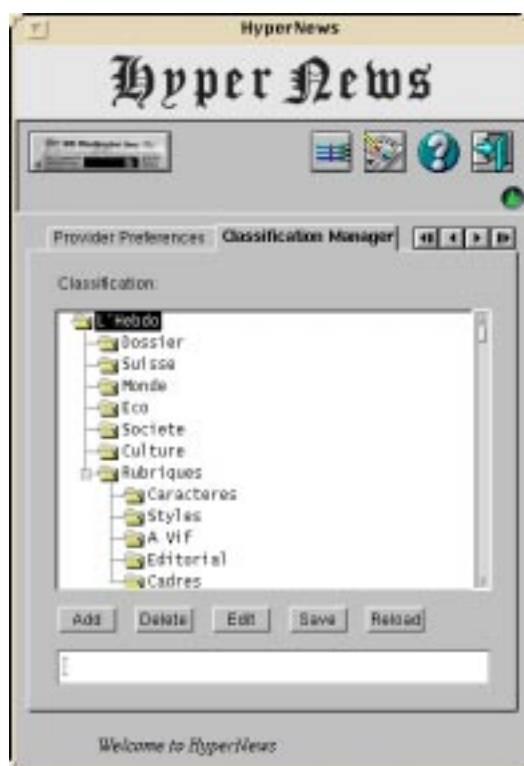 HyperNews
Hyper News
Provider Preferences Classification Manager
Classification:
L'Hebdo
Dossier
Suisse
Monde
Eco
Societe
Culture
Rubriques
Caracteres
Styles
A Vif
Editorial
Cadres
Add Delete Edit Save Reload
Welcome to HyperNews